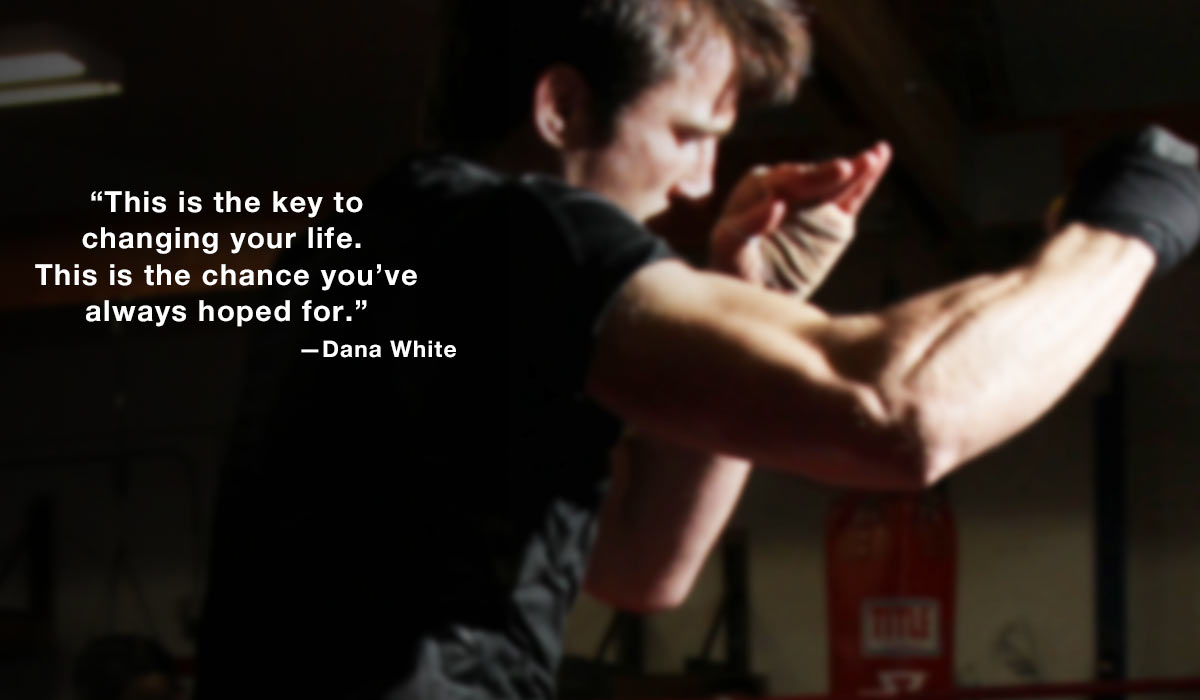 “This is the key to
changing your life.
This is the chance you’ve
always hoped for.”
—Dana White
TITLE